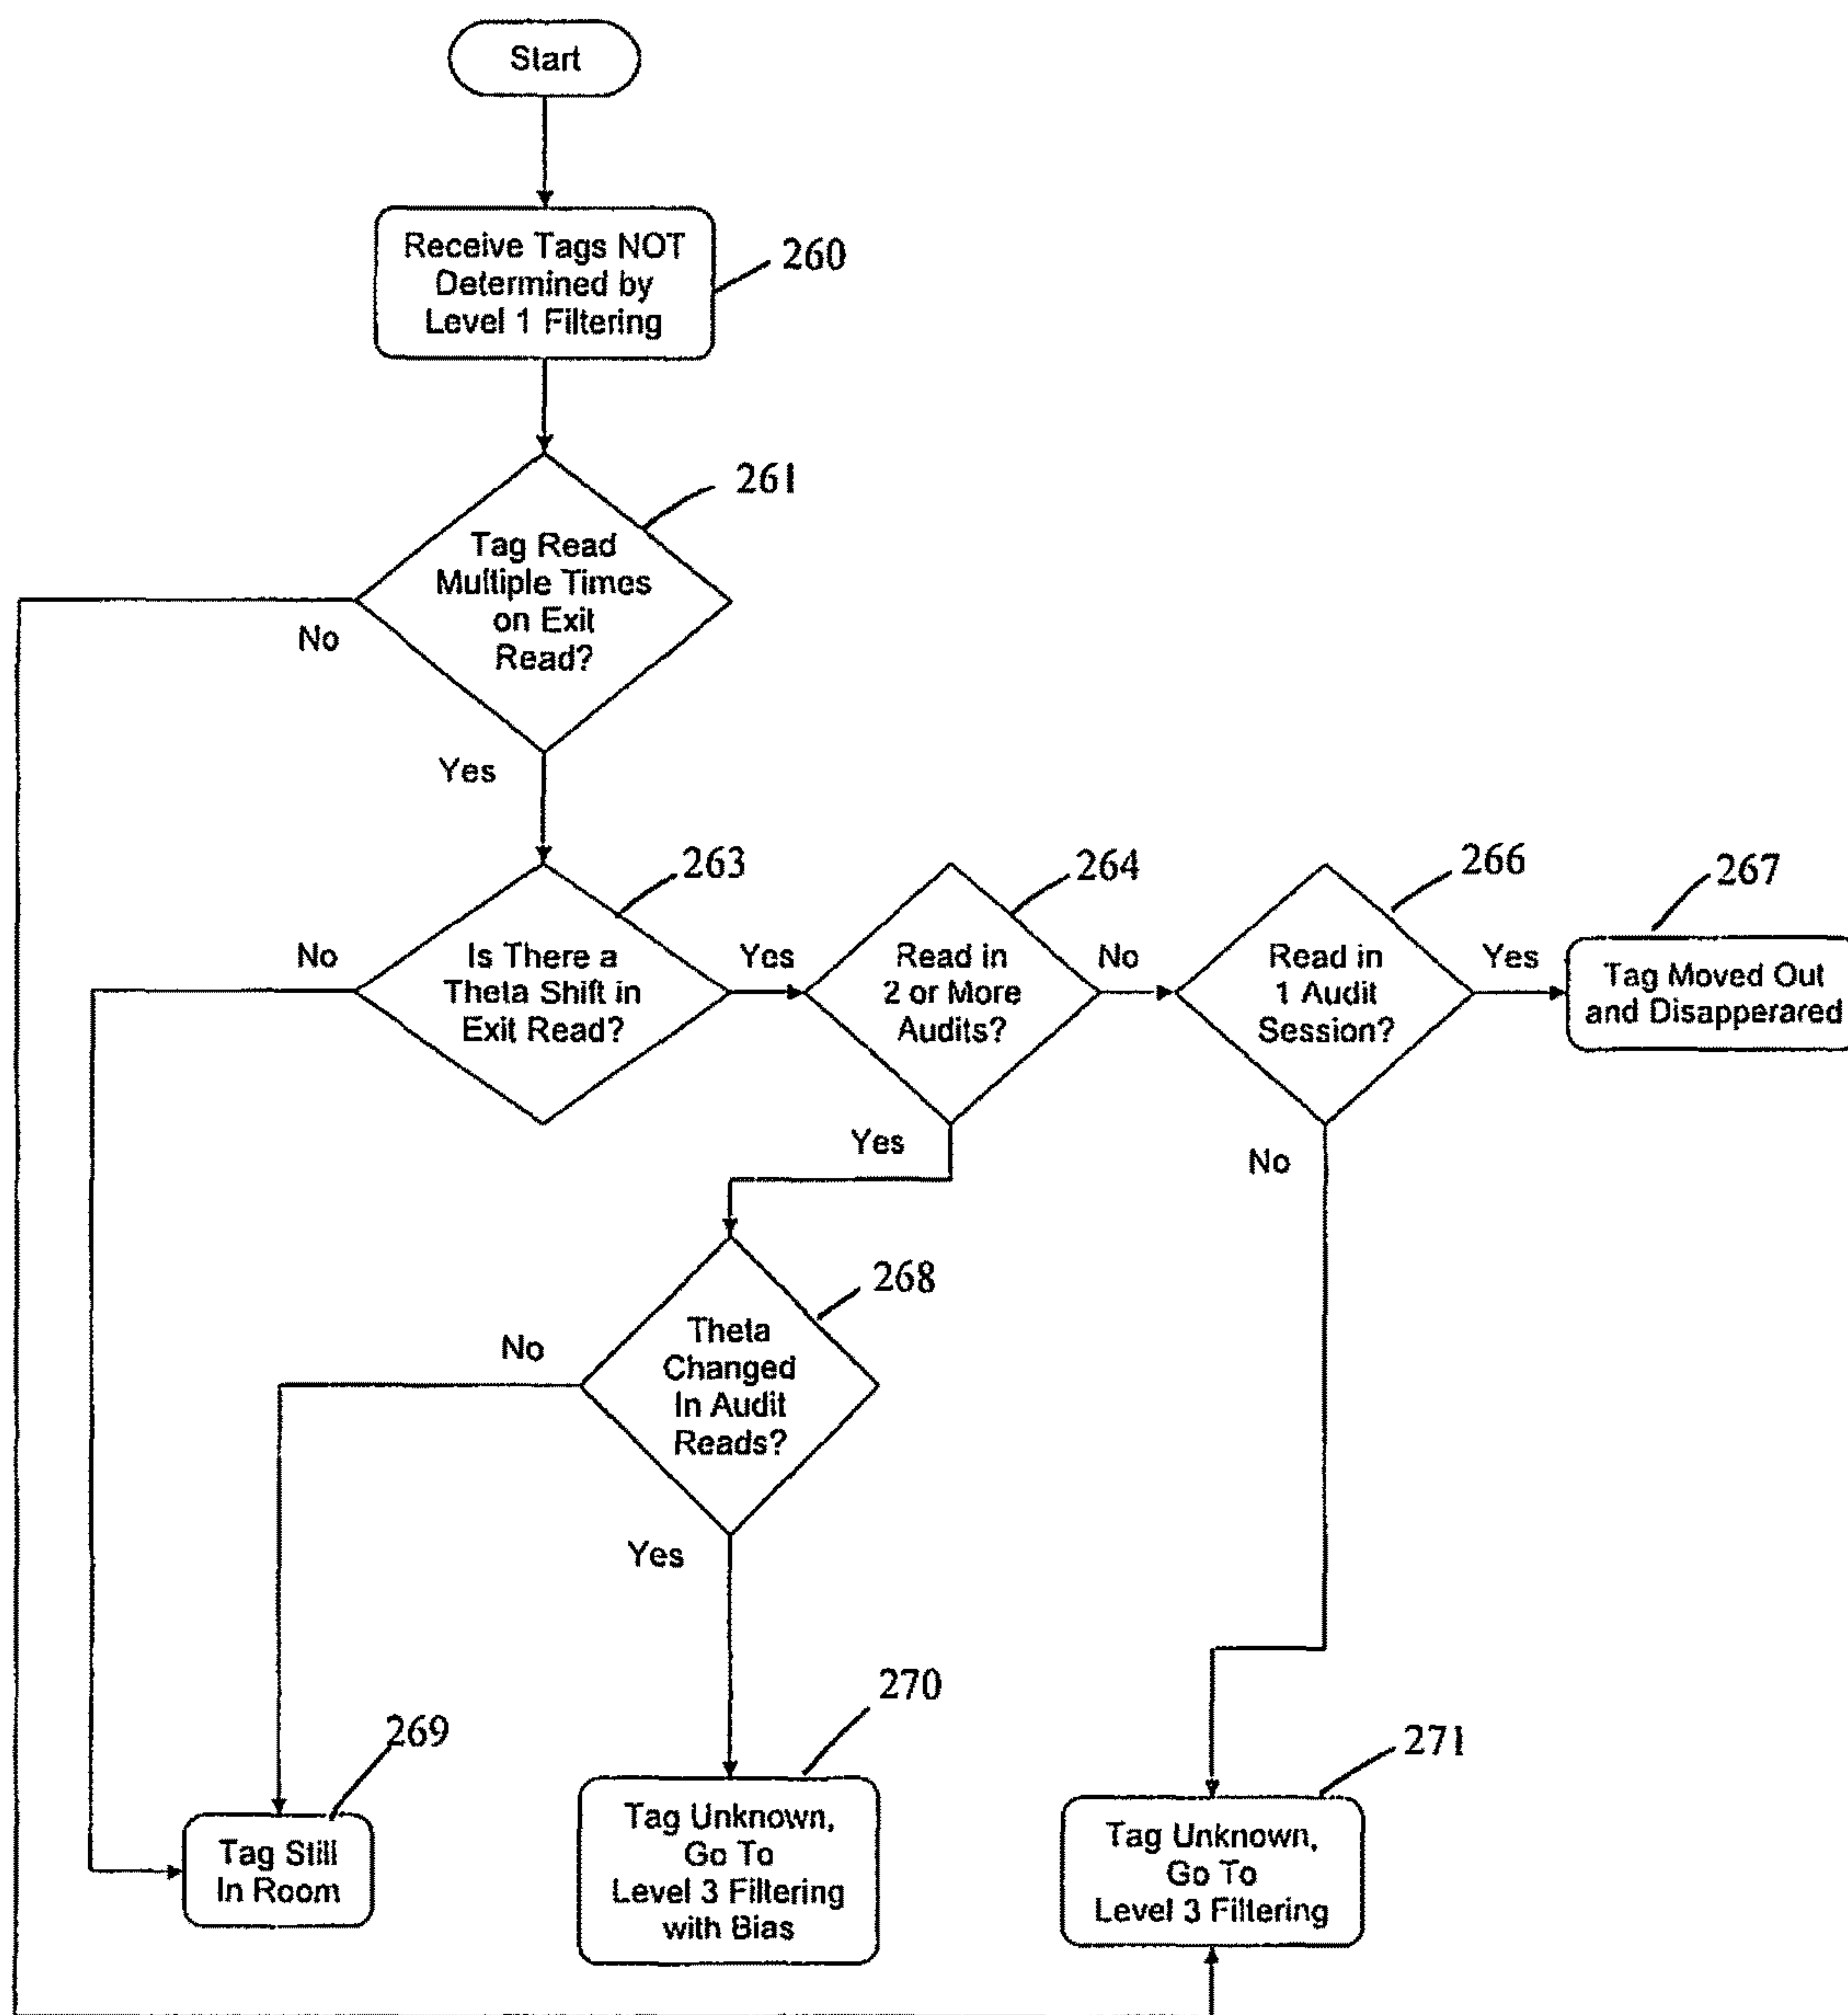 Start
Receive Tags NOT
Determined by
Level 1 Filtering
260
261
Tag Read
Multiple Times
on Exit
Read?
No
Yes
263
264
266
267
No
Is There a
Theta Shift in
Exit Read?
Yes
Read in
2 or More
Audits?
No
Read in
1 Audit
Session?
Yes
Tag Moved Out
and Disapperared
Yes
No
268
No
Theta
Changed
In Audit
Reads?
Yes
269
270
271
Tag Still
In Room
Tag Unknown,
Go To
Level 3 Filtering
with Bias
Tag Unknown,
Go To
Level 3 Filtering